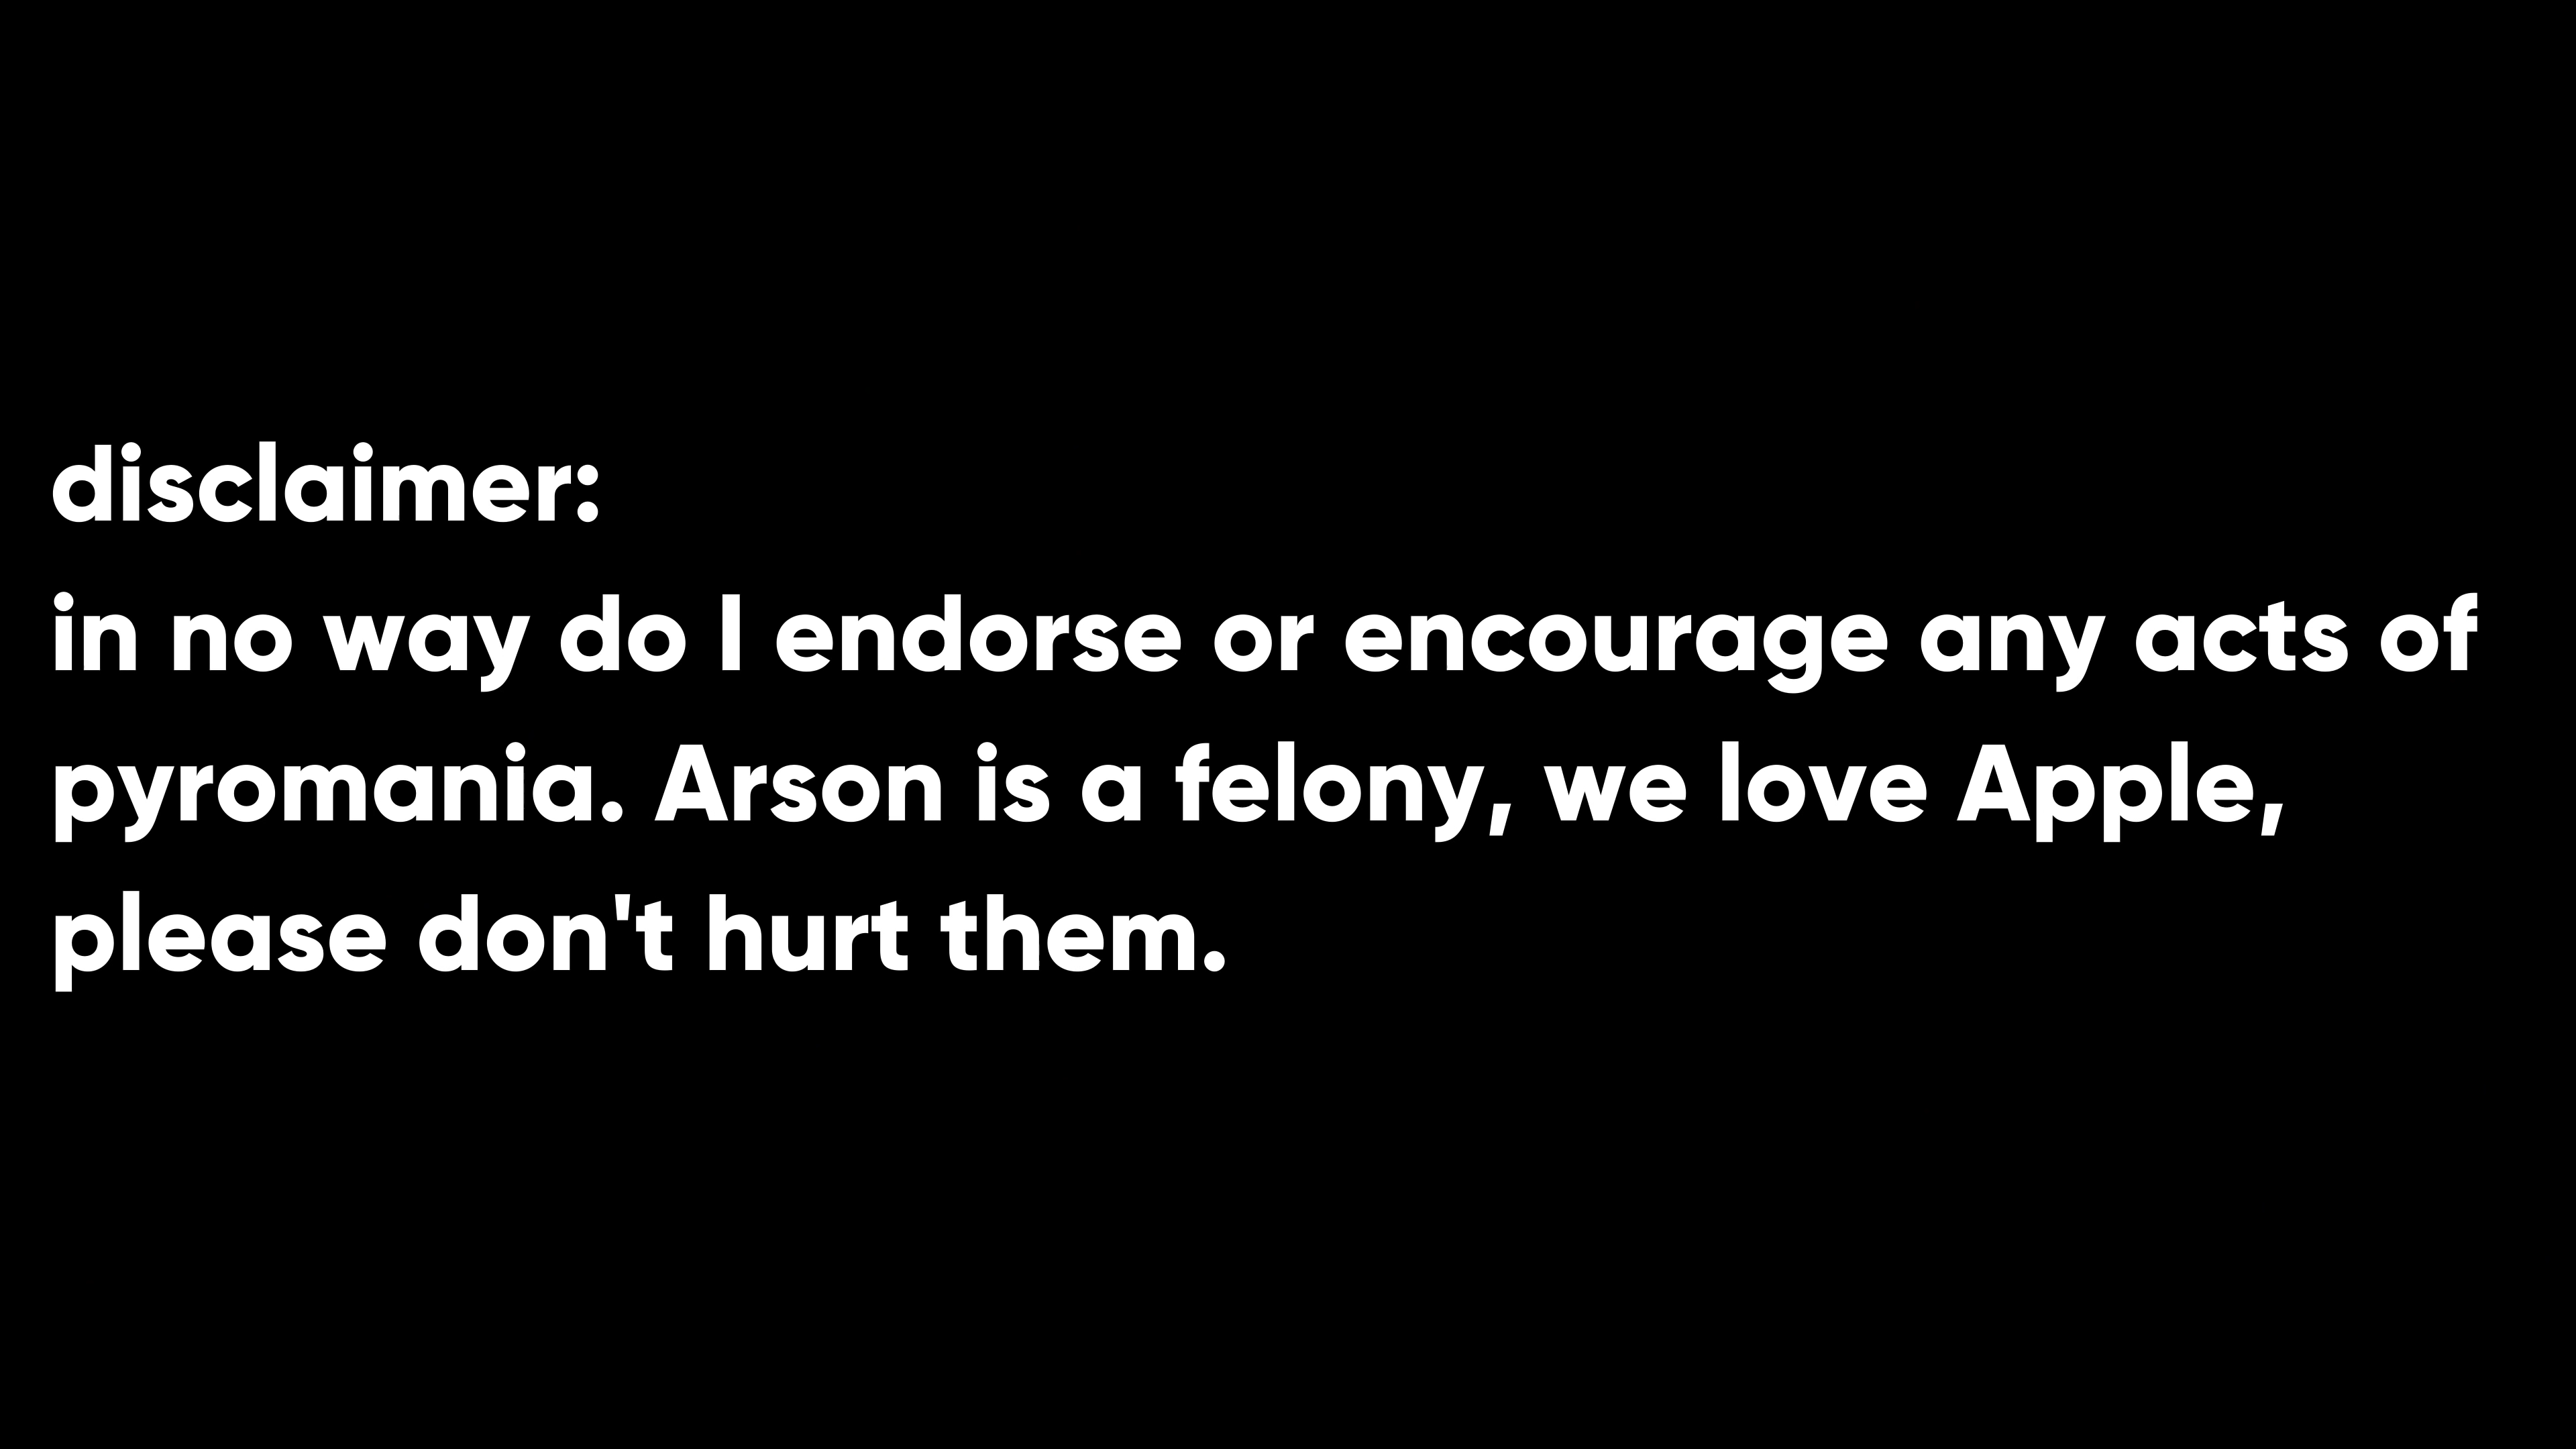 disclaimer:
in no way do I endorse or encourage any acts of
pyromania. Arson is a felony, we love Apple,
please don't hurt them.